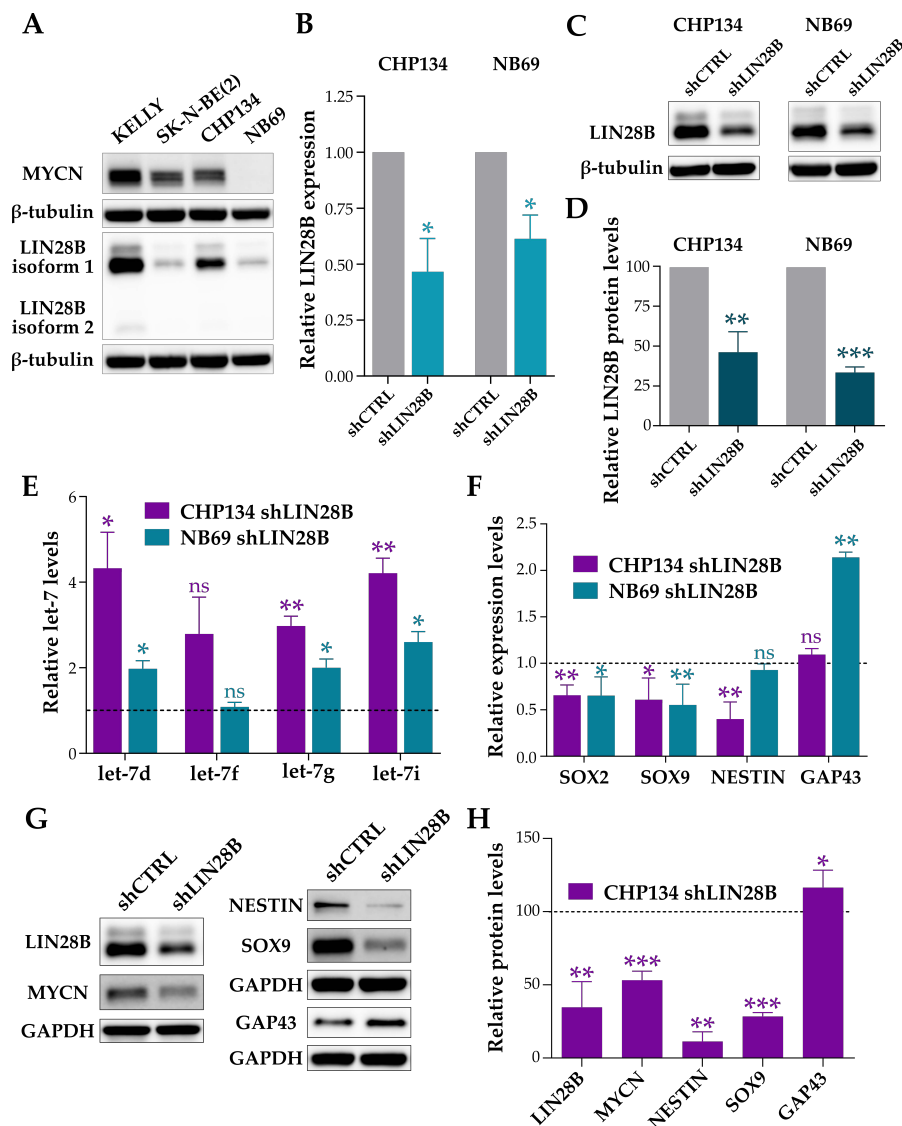 A
KELLY
SK-N-BE(2)
CHP134
NB69
MYCN
β-tubulin
LIN28B
isoform 1
LIN28B
isoform 2
β-tubulin
B
CHP134 NB69
Relative LIN28B expression
1.25
1.00
0.75
0.50
0.25
0.00
*
*
shCTRL
shLIN28B
shCTRL
shLIN28B
C
CHP134 NB69
shCTRL
shLIN28B
shCTRL
shLIN28B
LIN28B
β-tubulin
D
CHP134 NB69
Relative LIN28B protein levels
100
75
50
25
0
**
***
shCTRL
shLIN28B
shCTRL
shLIN28B
E
Relative let-7 levels
6
4
2
0
CHP134 shLIN28B
NB69 shLIN28B
*
*
ns
ns
**
*
**
*
let-7d let-7f let-7g let-7i
F
Relative expression levels
2.5
2.0
1.5
1.0
0.5
0.0
CHP134 shLIN28B
NB69 shLIN28B
**
*
*
**
**
ns
ns
**
SOX2 SOX9 NESTIN GAP43
G
shCTRL
shLIN28B
LIN28B
MYCN
GAPDH
shCTRL
shLIN28B
NESTIN
SOX9
GAPDH
GAP43
GAPDH
H
Relative protein levels
150
100
50
0
CHP134 shLIN28B
**
***
**
***
*
LIN28B
MYCN
NESTIN
SOX9
GAP43